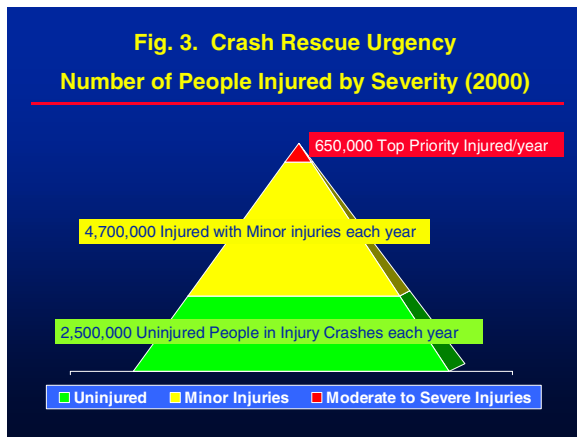 Fig. 3. Crash Rescue Urgency
Number of People Injured by Severity (2000)
650,000 Top Priority Injured/year
4,700,000 Injured with Minor injuries each year
2,500,000 Uninjured People in Injury Crashes each year
Uninjured Minor Injuries Moderate to Severe Injuries